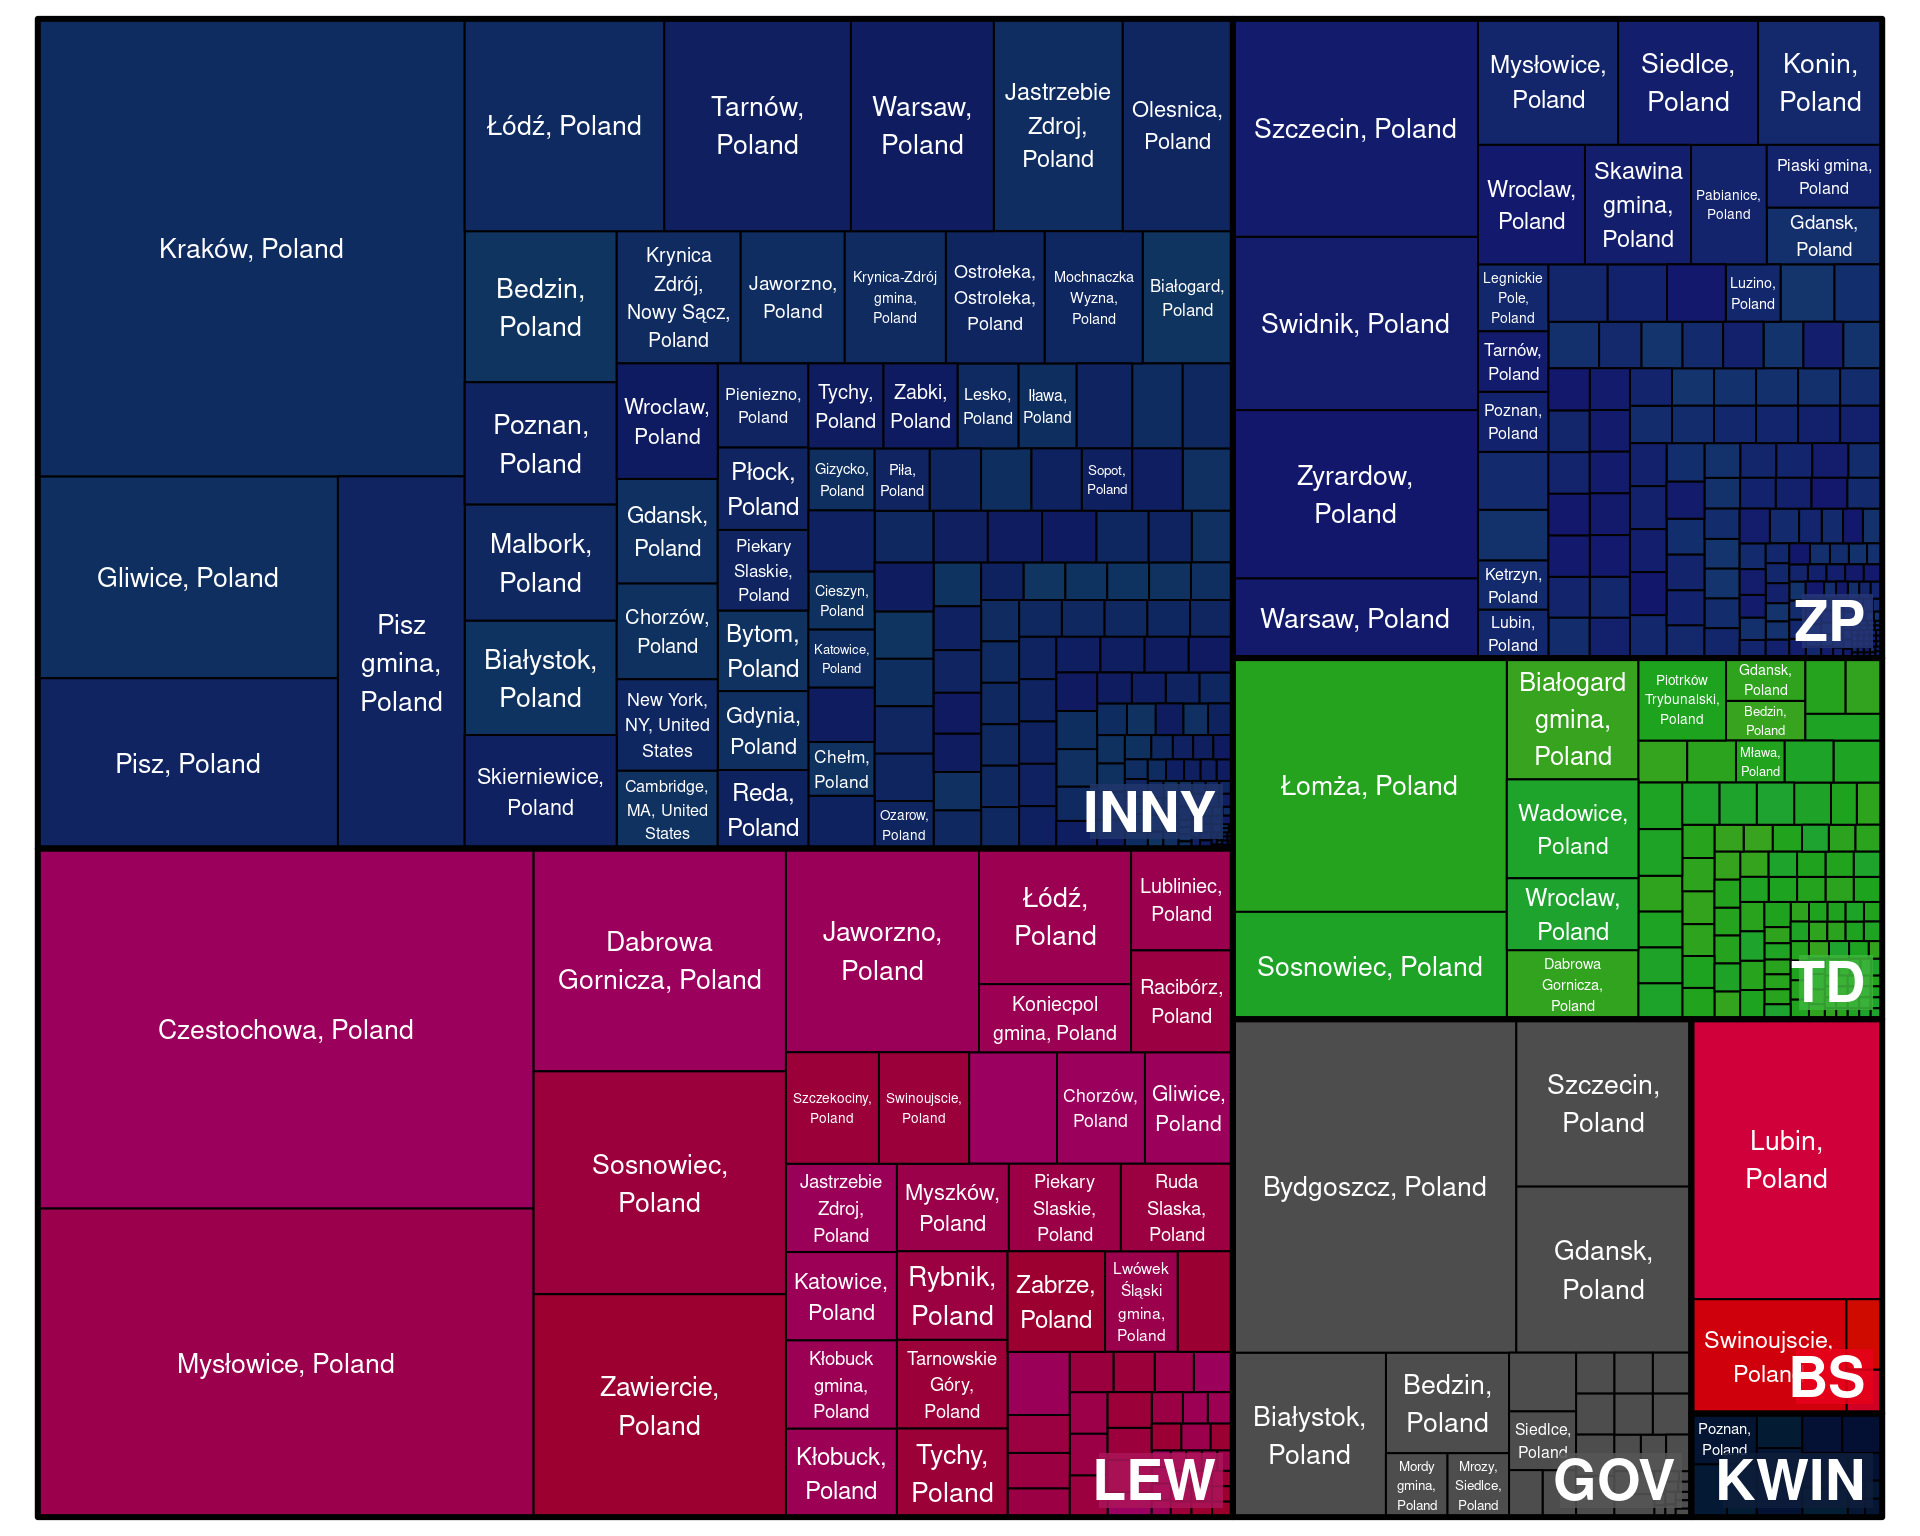 Kraków, Poland
Gliwice, Poland
Pisz, Poland
Pisz
gmina,
Poland
Łódź, Poland
Tarnów,
Poland
Warsaw,
Poland
Jastrzebie
Zdroj,
Poland
Olesnica,
Poland
Bedzin,
Poland
Poznan,
Poland
Malbork,
Poland
Białystok,
Poland
Skierniewice,
Poland
Krynica
Zdrój,
Nowy Sącz,
Poland
Jaworzno,
Poland
Krynica-Zdrój
gmina,
Poland
Ostrołeka,
Ostroleka,
Poland
Mochnaczka
Wyzna,
Poland
Białogard,
Poland
Wroclaw,
Poland
Gdansk,
Poland
Chorzów,
Poland
New York,
NY, United
States
Cambridge,
MA, United
States
Pieniezno,
Poland
Płock,
Poland
Piekary
Slaskie,
Poland
Bytom,
Poland
Gdynia,
Poland
Reda,
Poland
Tychy,
Poland
Zabki,
Poland
Lesko,
Poland
Iława,
Poland
Gizycko,
Poland
Piła,
Poland
Sopot,
Poland
Cieszyn,
Poland
Katowice,
Poland
Chełm,
Poland
Ozarow,
Poland
INNY
Szczecin, Poland
Swidnik, Poland
Zyrardow,
Poland
Warsaw, Poland
Mysłowice,
Poland
Siedlce,
Poland
Konin,
Poland
Wroclaw,
Poland
Skawina
gmina,
Poland
Pabianice,
Poland
Piaski gmina,
Poland
Gdansk,
Poland
Legnickie
Pole,
Poland
Luzino,
Poland
Tarnów,
Poland
Poznan,
Poland
Ketrzyn,
Poland
Lubin,
Poland
ZP
Łomża, Poland
Sosnowiec, Poland
Białogard
gmina,
Poland
Wadowice,
Poland
Wroclaw,
Poland
Dabrowa
Gornicza,
Poland
Piotrków
Trybunalski,
Poland
Gdansk,
Poland
Bedzin,
Poland
Mława,
Poland
TD
Czestochowa, Poland
Mysłowice, Poland
Dabrowa
Gornicza, Poland
Sosnowiec,
Poland
Zawiercie,
Poland
Jaworzno,
Poland
Łódź,
Poland
Koniecpol
gmina, Poland
Lubliniec,
Poland
Racibórz,
Poland
Szczekociny,
Poland
Swinoujscie,
Poland
Chorzów,
Poland
Gliwice,
Poland
Jastrzebie
Zdroj,
Poland
Myszków,
Poland
Piekary
Slaskie,
Poland
Ruda
Slaska,
Poland
Katowice,
Poland
Rybnik,
Poland
Zabrze,
Poland
Lwówek
Śląski
gmina,
Poland
Kłobuck
gmina,
Poland
Tarnowskie
Góry,
Poland
Kłobuck,
Poland
Tychy,
Poland
LEW
Bydgoszcz, Poland
Szczecin,
Poland
Gdansk,
Poland
Białystok,
Poland
Bedzin,
Poland
Mordy
gmina,
Poland
Mrozy,
Siedlce,
Poland
Siedlce,
Poland
GOV
Lubin,
Poland
Swinoujscie,
Poland
BS
Poznan,
Poland
KWIN